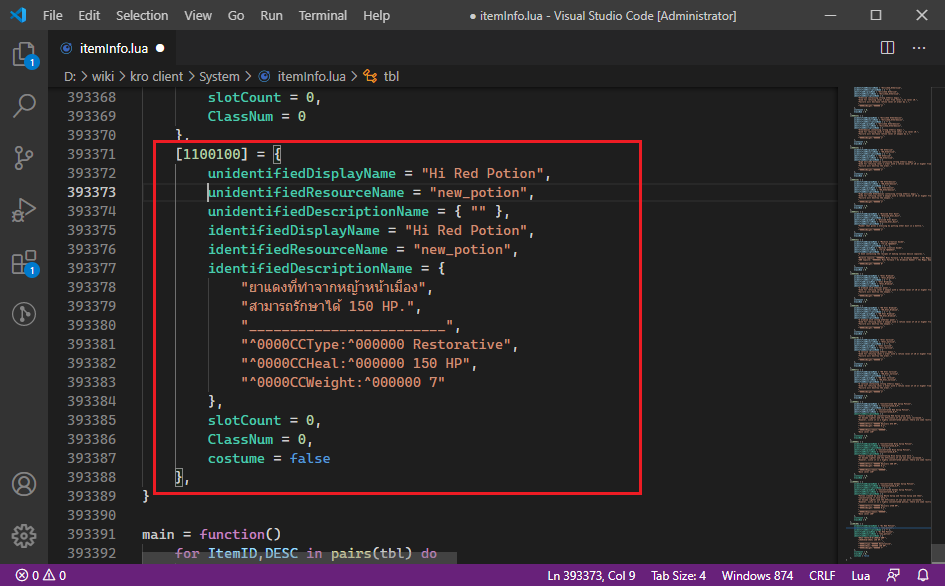 File Edit Selection View Go Run Terminal Help
● itemInfo.lua - Visual Studio Code [Administrator]
itemInfo.lua ●
D: > wiki > kro client > System > itemInfo.lua > tbl
1
1
393368 slotCount = 0,
393369 ClassNum = 0
393370 },
393371 [1100100] = {
393372 unidentifiedDisplayName = "Hi Red Potion",
393373 unidentifiedResourceName = "new_potion",
393374 unidentifiedDescriptionName = { "" },
393375 identifiedDisplayName = "Hi Red Potion",
393376 identifiedResourceName = "new_potion",
393377 identifiedDescriptionName = {
393378 "ยาแดงที่ทำจากหญ้าหน้าเมือง",
393379 "สามารถรักษาได้ 150 HP.",
393380 "________________________",
393381 "^0000CCType:^000000 Restorative",
393382 "^0000CCHeal:^000000 150 HP",
393383 "^0000CCWeight:^000000 7"
393384 },
393385 slotCount = 0,
393386 ClassNum = 0,
393387 costume = false
393388 },
393389 }
393390
393391 main = function()
393392 for ItemID,DESC in pairs(tbl) do
0 0 Ln 393373, Col 9 Tab Size: 4 Windows 874 CRLF Lua